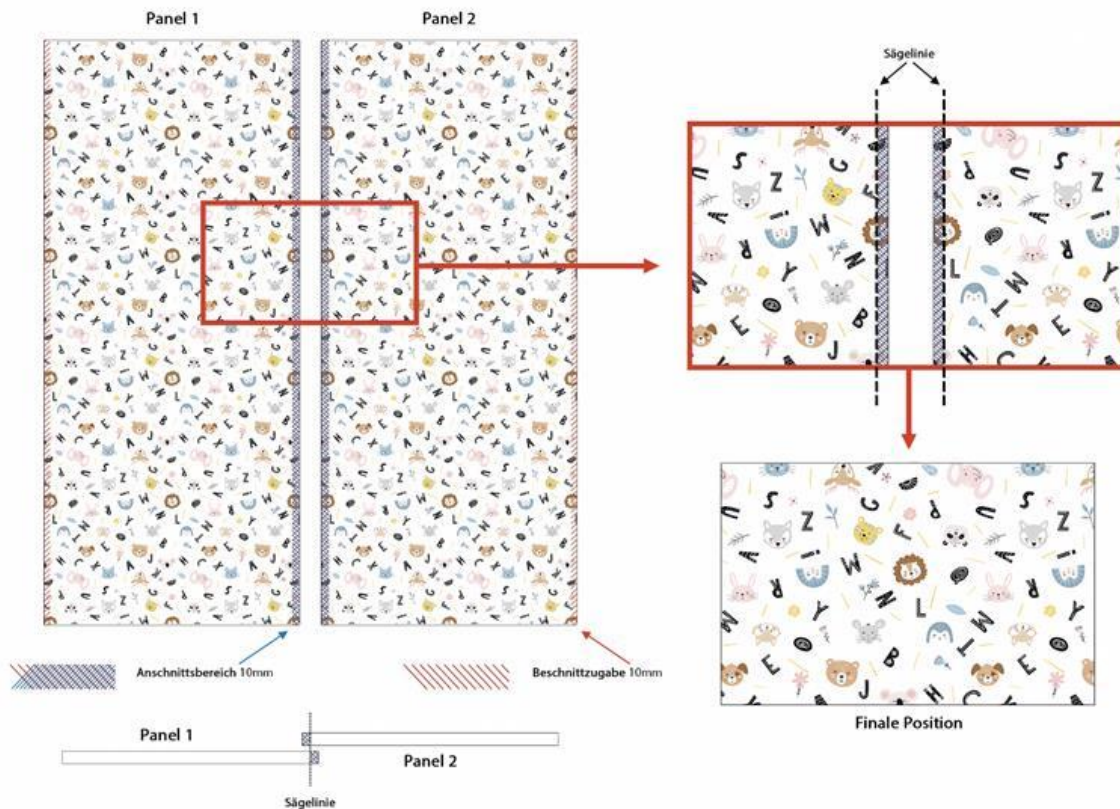 Panel 1
Panel 2
Sägelinie
Anschnittsbereich 10mm
Beschnittzugabe 10mm
Finale Position
Panel 1
Panel 2
Sägelinie